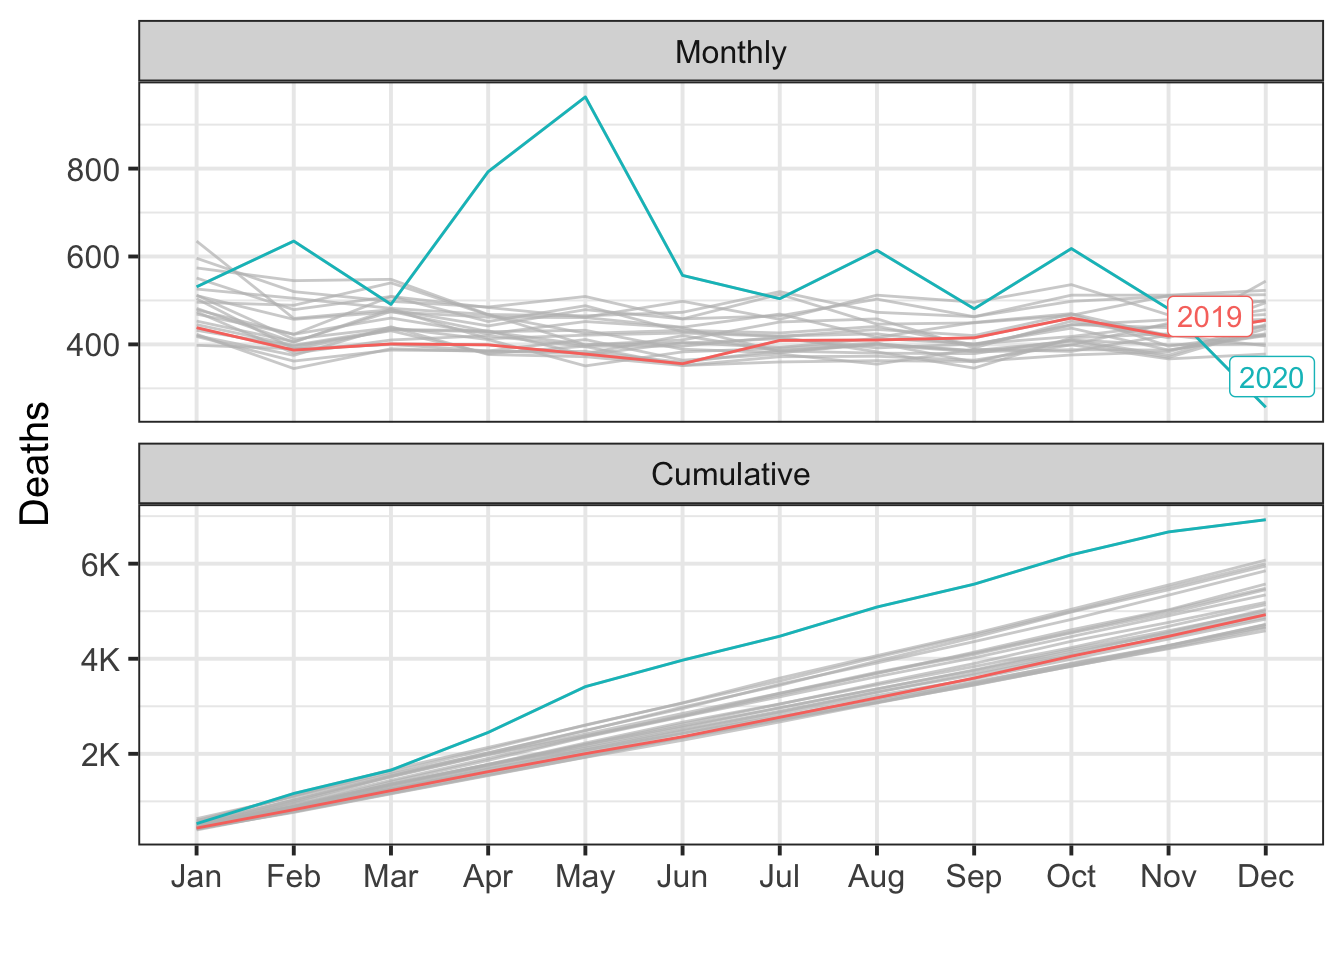 Monthly
Deaths
800
600
400
2019
2020
Cumulative
6K
4K
2K
Jan Feb Mar Apr May Jun Jul Aug Sep Oct Nov Dec